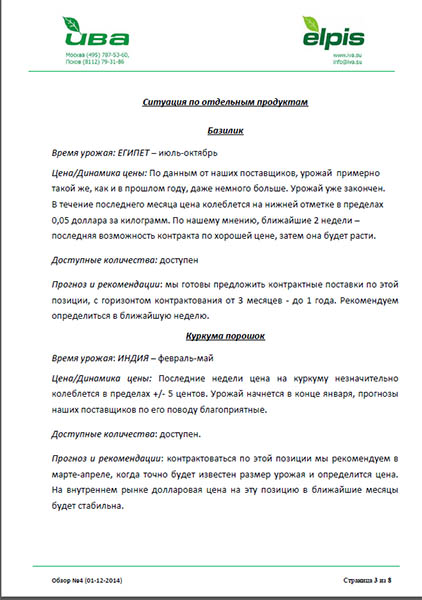 ива
elpis
Москва (495) 787-53-60,
Псков (8112) 79-31-86
www.iva.su
info@iva.su
Ситуация по отдельным продуктам
Базилик
Время урожая: ЕГИПЕТ – июль-октябрь
Цена/Динамика цены: По данным от наших поставщиков, урожай примерно
такой же, как и в прошлом году, даже немного больше. Урожай уже закончен.
В течение последнего месяца цена колеблется на нижней отметке в пределах
0,05 доллара за килограмм. По нашему мнению, ближайшие 2 недели –
последняя возможность контракта по хорошей цене, затем она будет расти.
Доступные количества: доступен
Прогноз и рекомендации: мы готовы предложить контрактные поставки по этой
позиции, с горизонтом контрактования от 3 месяцев - до 1 года. Рекомендуем
определиться в ближайшую неделю.
Куркума порошок
Время урожая: ИНДИЯ – февраль-май
Цена/Динамика цены: Последние недели цена на куркуму незначительно
колеблется в пределах +/- 5 центов. Урожай начнется в конце января, прогнозы
наших поставщиков по его поводу благоприятные.
Доступные количества: доступен.
Прогноз и рекомендации: контрактоваться по этой позиции мы рекомендуем в
марте-апреле, когда точно будет известен размер урожая и определится цена.
На внутреннем рынке долларовая цена на эту позицию в ближайшие месяцы
будет стабильна.
Обзор №4 (01-12-2014)
Страница 3 из 8